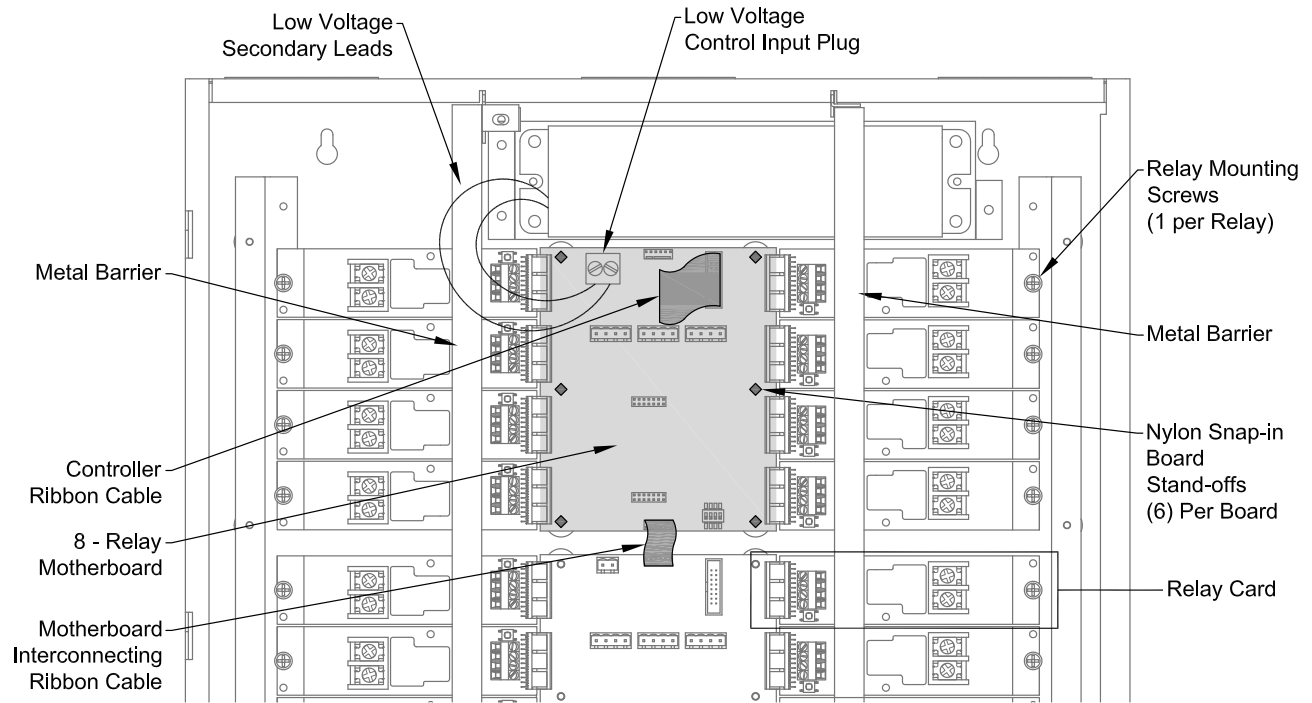 Low Voltage
Secondary Leads
Low Voltage
Control Input Plug
Relay Mounting
Screws
(1 per Relay)
Metal Barrier
Metal Barrier
Nylon Snap-in
Board
Stand-offs
(6) Per Board
Controller
Ribbon Cable
8 - Relay
Motherboard
Relay Card
Motherboard
Interconnecting
Ribbon Cable